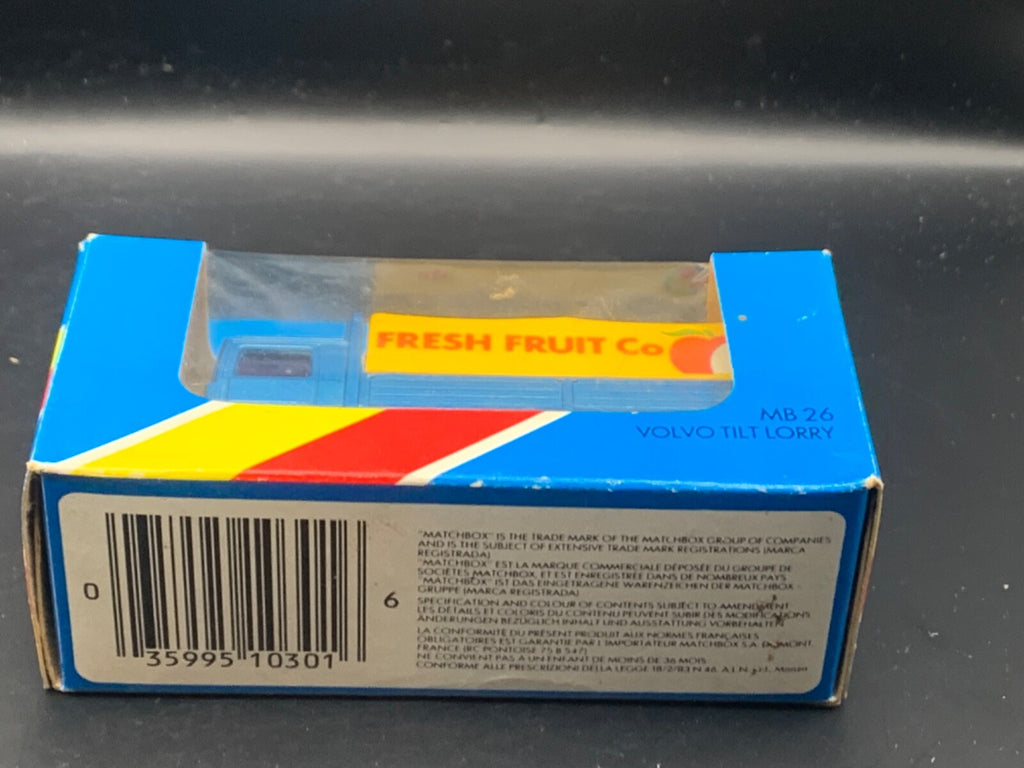 FRESH FRUIT Co
MB 26
VOLVO TILT LORRY
0 35995 10301 6
"MATCHBOX" IS THE TRADE MARK OF THE MATCHBOX GROUP OF COMPANIES
AND IS THE SUBJECT OF EXTENSIVE TRADE MARK REGISTRATIONS (MARCA
REGISTRADA)
"MATCHBOX" EST LA MARQUE COMMERCIALE DÉPOSÉE DU GROUPE DE
SOCIÉTÉS MATCHBOX, ET EST ENREGISTRÉE DANS DE NOMBREUX PAYS
"MATCHBOX" IST DAS EINGETRAGENE WARENZEICHEN DER MATCHBOX -
GRUPPE (MARCA REGISTRADA)
SPECIFICATION AND COLOUR OF CONTENTS SUBJECT TO AMENDMENT
LES DÉTAILS ET COLORIS DU CONTENU PEUVENT SUBIR DES MODIFICATIONS
ÄNDERUNGEN BEZÜGLICH INHALT UND AUSSTATTUNG VORBEHALTEN
LA CONFORMITÉ DU PRÉSENT PRODUIT AUX NORMES FRANÇAISES
OBLIGATOIRES EST GARANTIE PAR L'IMPORTATEUR MATCHBOX S.A. DOMONT,
FRANCE (RC PONTOISE 75 B 547)
NE CONVIENT PAS À UN ENFANT DE MOINS DE 36 MOIS
CONFORME ALLE PRESCRIZIONI DELLA LEGGE 18/2/83 N 46. A.I.N.